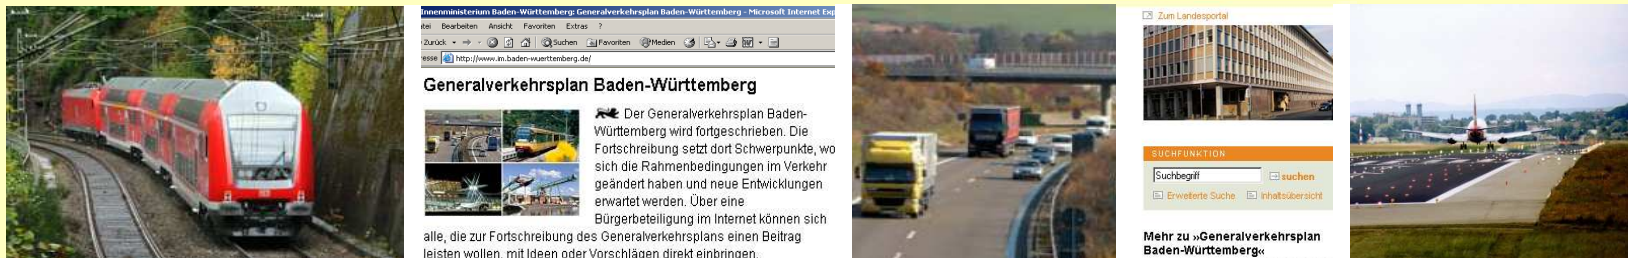 Innenministerium Baden-Württemberg: Generalverkehrsplan Baden-Württemberg - Microsoft Internet Exp
Bearbeiten Ansicht Favoriten Extras ?
Zurück Suchen Favoriten Medien
http://www.im.baden-wuerttemberg.de/
Generalverkehrsplan Baden-Württemberg
Der Generalverkehrsplan Baden-
Württemberg wird fortgeschrieben. Die
Fortschreibung setzt dort Schwerpunkte, wo
sich die Rahmenbedingungen im Verkehr
geändert haben und neue Entwicklungen
erwartet werden. Über eine
Bürgerbeteiligung im Internet können sich
alle, die zur Fortschreibung des Generalverkehrsplans einen Beitrag
leisten wollen, mit Ideen oder Vorschlägen direkt einbringen.
Zum Landesportal
SUCHFUNKTION
Suchbegriff suchen
Erweiterte Suche Inhaltsübersicht
Mehr zu »Generalverkehrsplan
Baden-Württemberg«